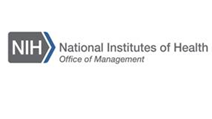 NIH National Institutes of Health
Office of Management